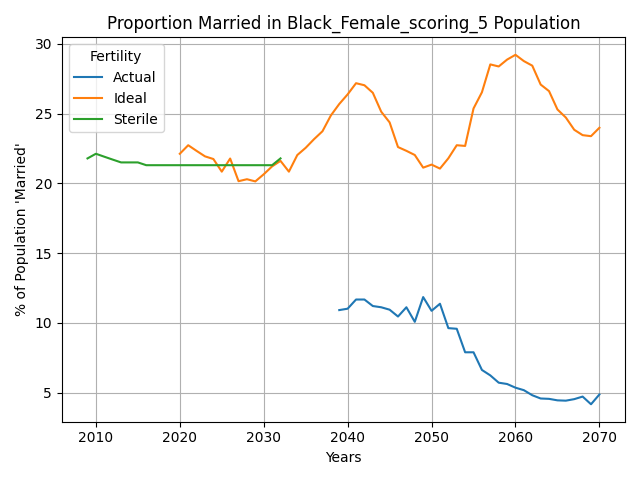 Proportion Married in Black_Female_scoring_5 Population
Fertility
Actual
Ideal
Sterile
% of Population 'Married'
30
25
20
15
10
5
2010 2020 2030 2040 2050 2060 2070
Years